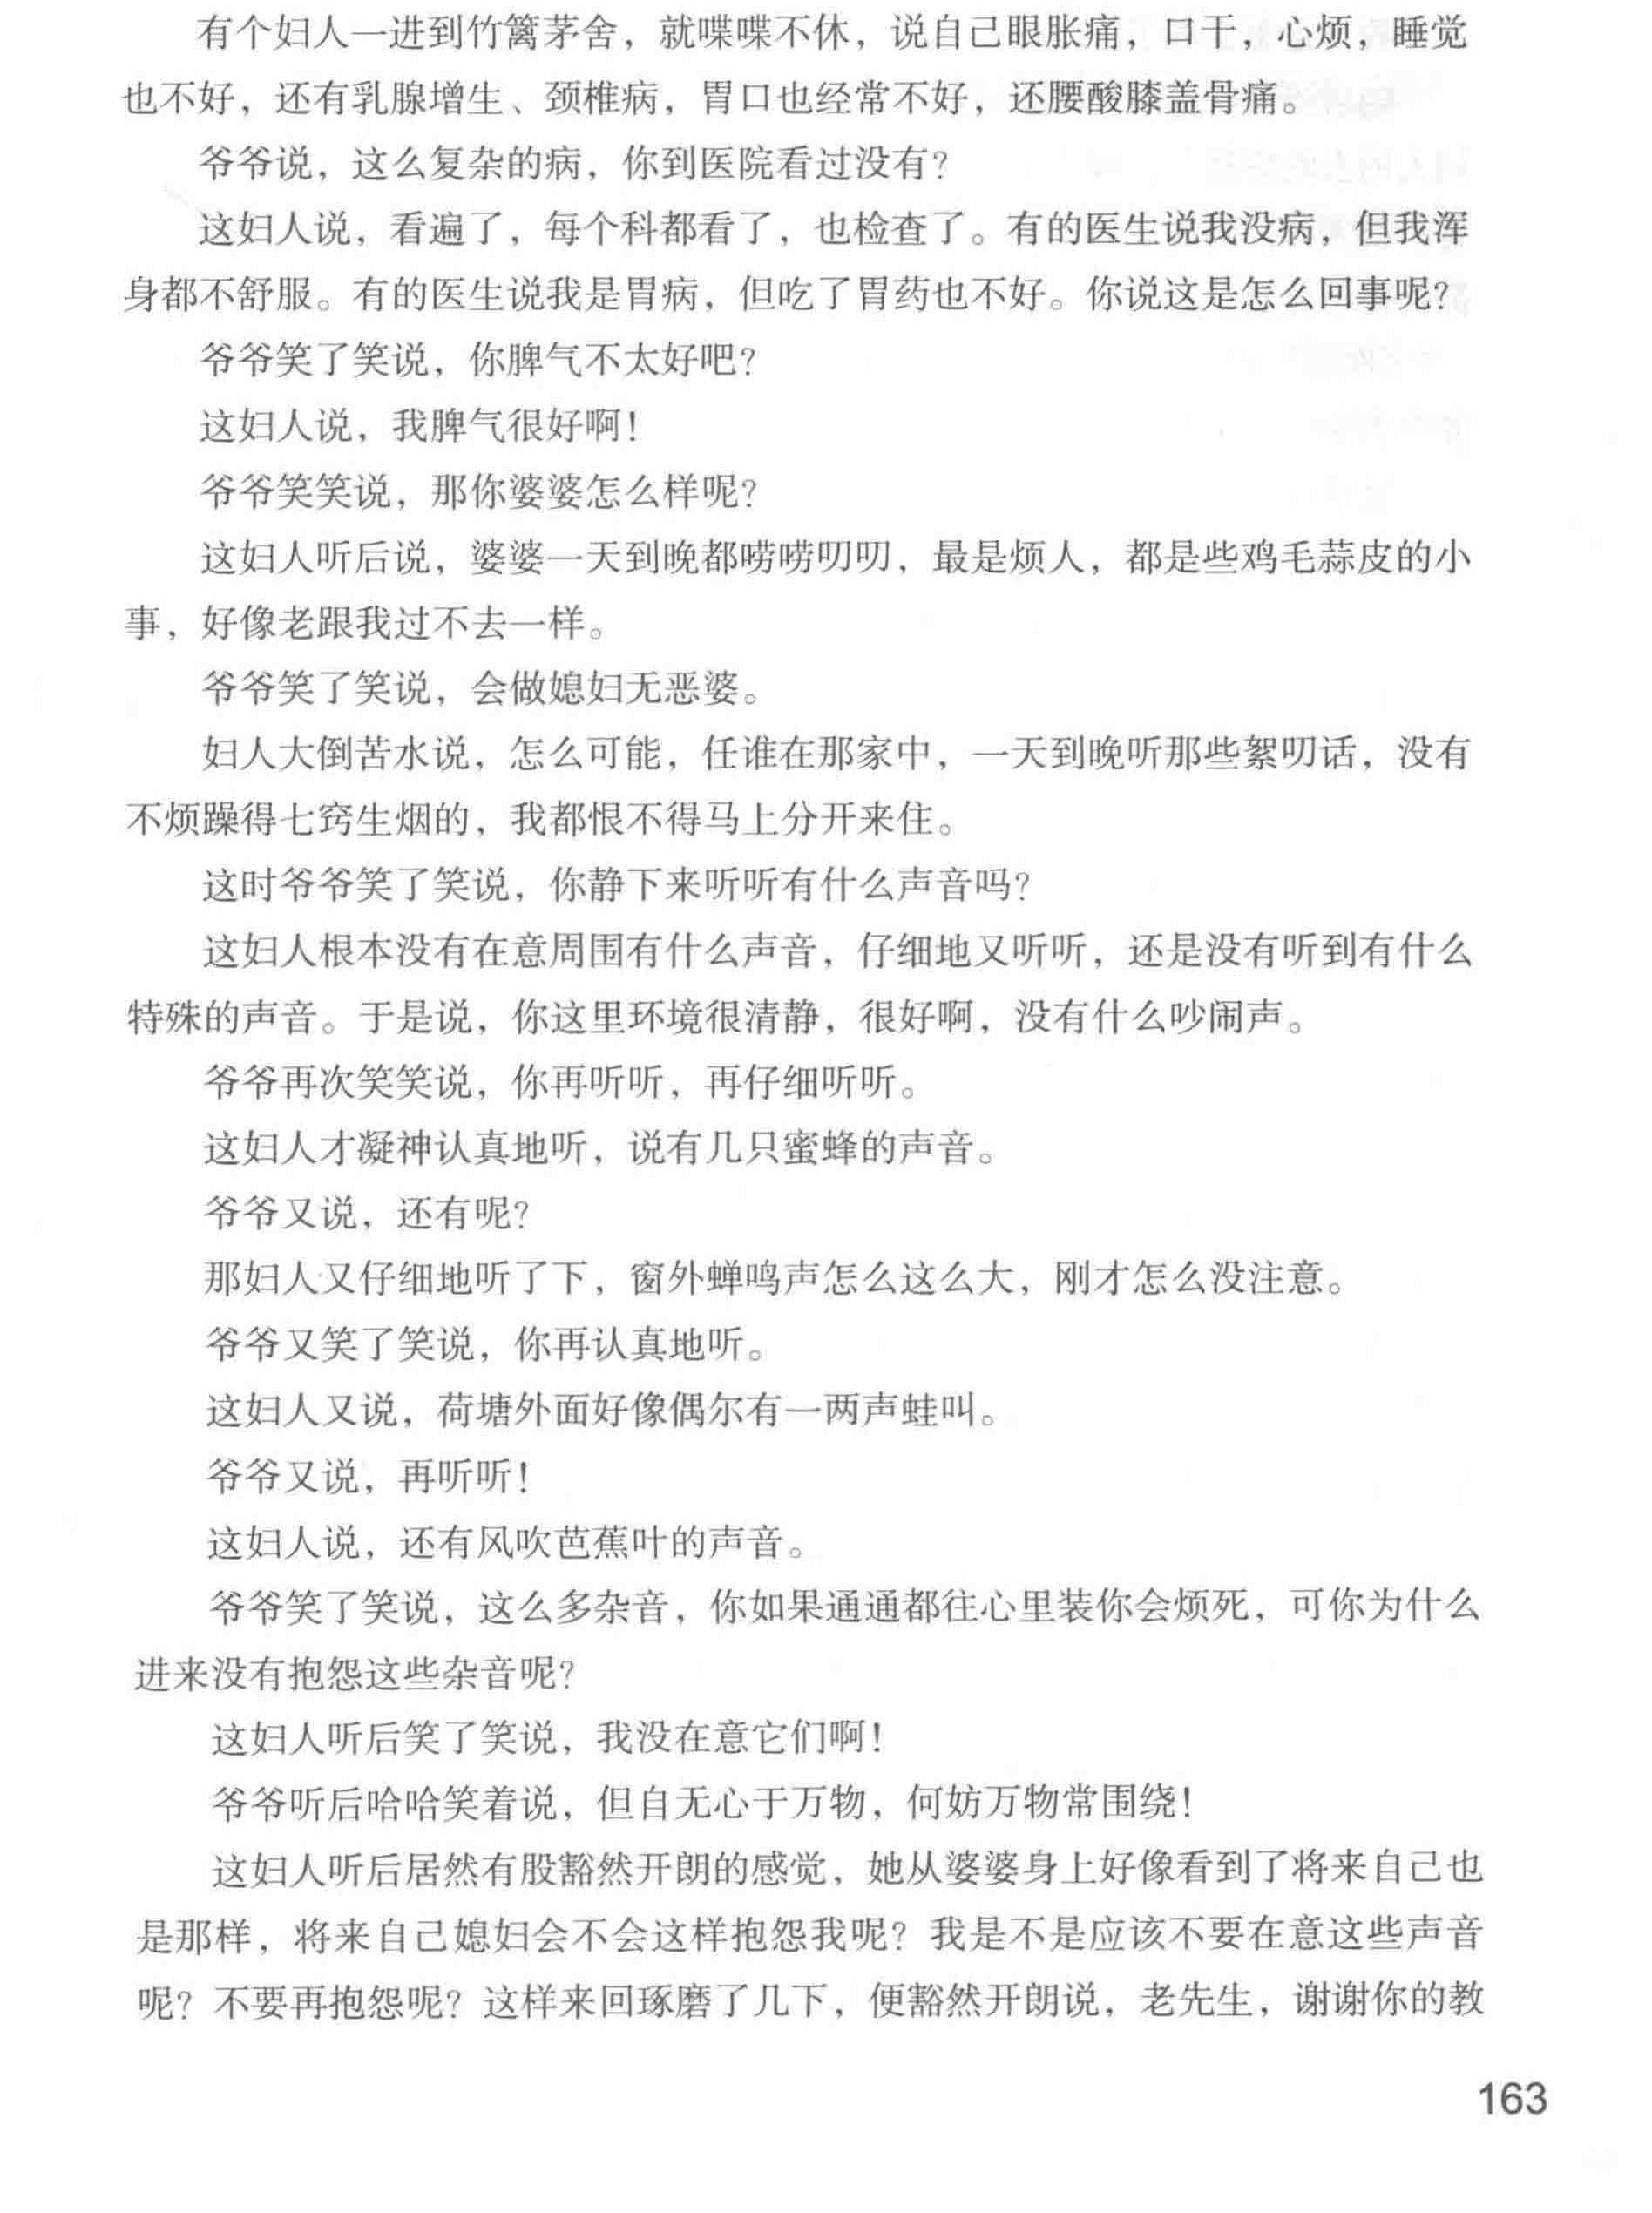 有个妇人一进到竹篱茅舍，就喋喋不休，说自己眼胀痛，口干，心烦，睡觉
也不好，还有乳腺增生、颈椎病，胃口也经常不好，还腰酸膝盖骨痛。
爷爷说，这么复杂的病，你到医院看过没有？
这妇人说，看遍了，每个科都看了，也检查了。有的医生说我没病，但我浑
身都不舒服。有的医生说我是胃病，但吃了胃药也不好。你说这是怎么回事呢？
爷爷笑了笑说，你脾气不太好吧？
这妇人说，我脾气很好啊！
爷爷笑笑说，那你婆婆怎么样呢？
这妇人听后说，婆婆一天到晚都唠唠叨叨，最是烦人，都是些鸡毛蒜皮的小
事，好像老跟我过不去一样。
爷爷笑了笑说，会做媳妇无恶婆。
妇人大倒苦水说，怎么可能，任谁在那家中，一天到晚听那些絮叨话，没有
不烦躁得七窍生烟的，我都恨不得马上分开来住。
这时爷爷笑了笑说，你静下来听听有什么声音吗？
这妇人根本没有在意周围有什么声音，仔细地又听听，还是没有听到有什么
特殊的声音。于是说，你这里环境很清静，很好啊，没有什么吵闹声。
爷爷再次笑笑说，你再听听，再仔细听听。
这妇人才凝神认真地听，说有几只蜜蜂的声音。
爷爷又说，还有呢？
那妇人又仔细地听了下，窗外蝉鸣声怎么这么大，刚才怎么没注意。
爷爷又笑了笑说，你再认真地听。
这妇人又说，荷塘外面好像偶尔有一两声蛙叫。
爷爷又说，再听听！
这妇人说，还有风吹芭蕉叶的声音。
爷爷笑了笑说，这么多杂音，你如果通通都往心里装你会烦死，可你为什么
进来没有抱怨这些杂音呢？
这妇人听后笑了笑说，我没在意它们啊！
爷爷听后哈哈笑着说，但自无心于万物，何妨万物常围绕！
这妇人听后居然有股豁然开朗的感觉，她从婆婆身上好像看到了将来自己也
是那样，将来自己媳妇会不会这样抱怨我呢？我是不是应该不要在意这些声音
呢？不要再抱怨呢？这样来回琢磨了几下，便豁然开朗说，老先生，谢谢你的教
163